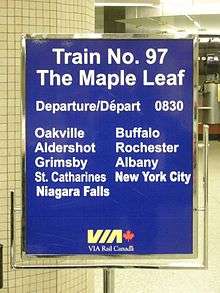 Train No. 97
The Maple Leaf
Departure/Départ 0830
Oakville Buffalo
Aldershot Rochester
Grimsby Albany
St. Catharines New York City
Niagara Falls
VIA
VIA Rail Canada